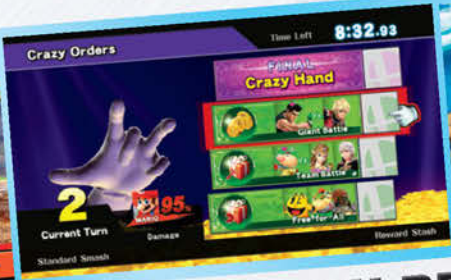 Crazy Orders
Time Left 8:32.93
FINAL
Crazy Hand
Giant Battle
Team Battle
Free-for-All
2
Current Turn
MARIO
95%
Damage
Standard Smash
Reward Stash